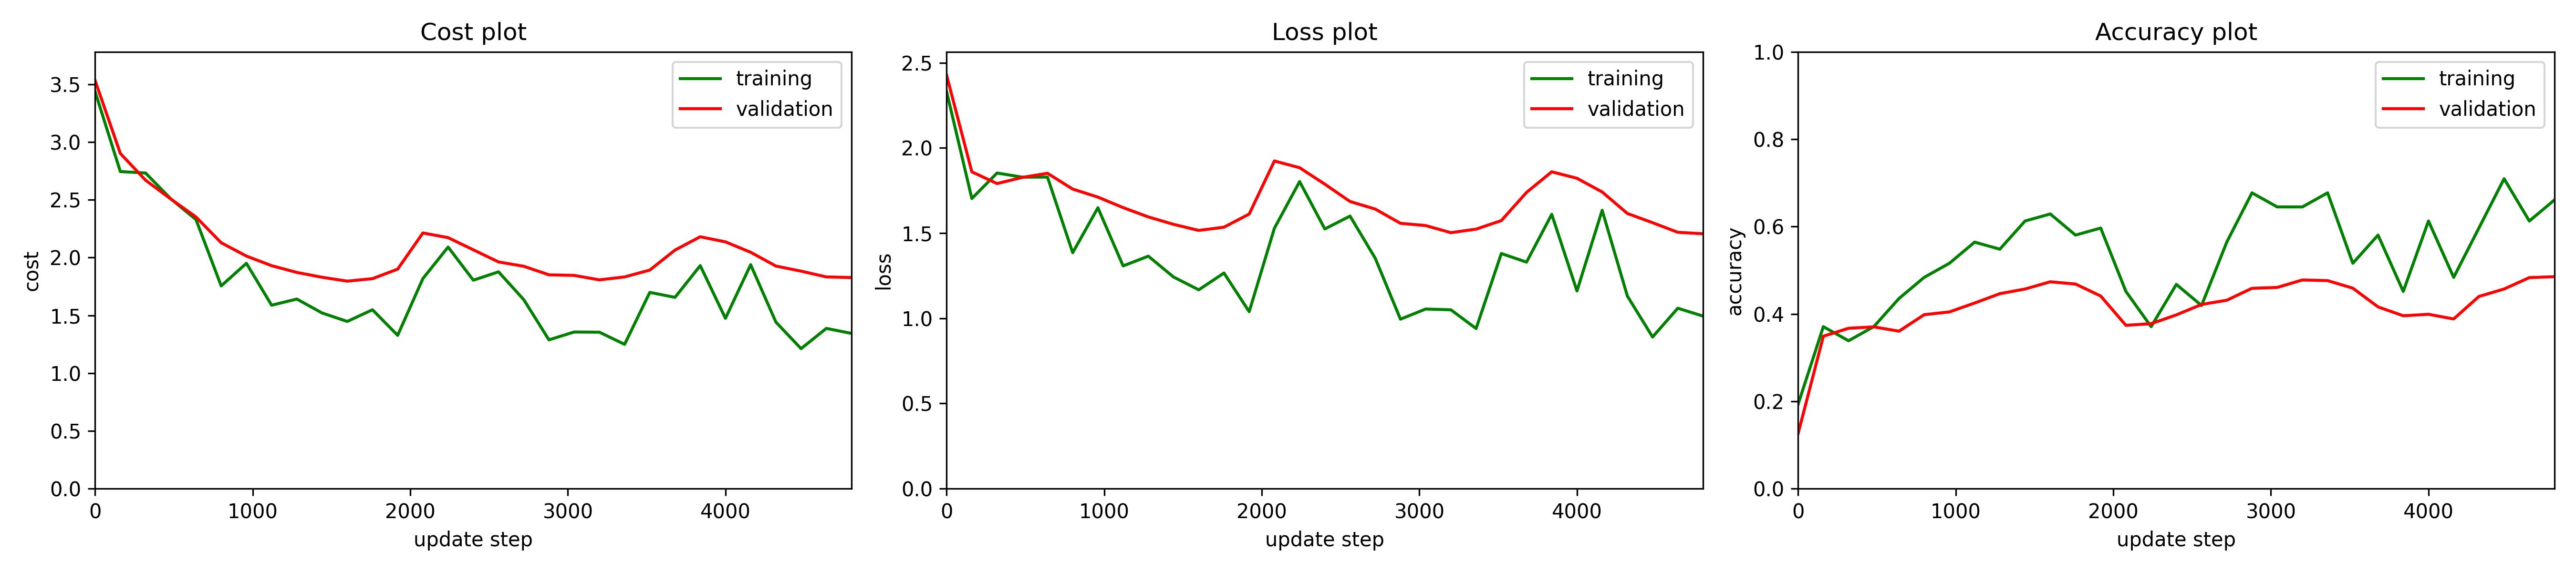 Cost plot
3.5
3.0
2.5
2.0
1.5
1.0
0.5
0.0
cost
0 1000 2000 3000 4000
update step
training
validation
Loss plot
2.5
2.0
1.5
1.0
0.5
0.0
loss
0 1000 2000 3000 4000
update step
training
validation
Accuracy plot
1.0
0.8
0.6
0.4
0.2
0.0
accuracy
0 1000 2000 3000 4000
update step
training
validation